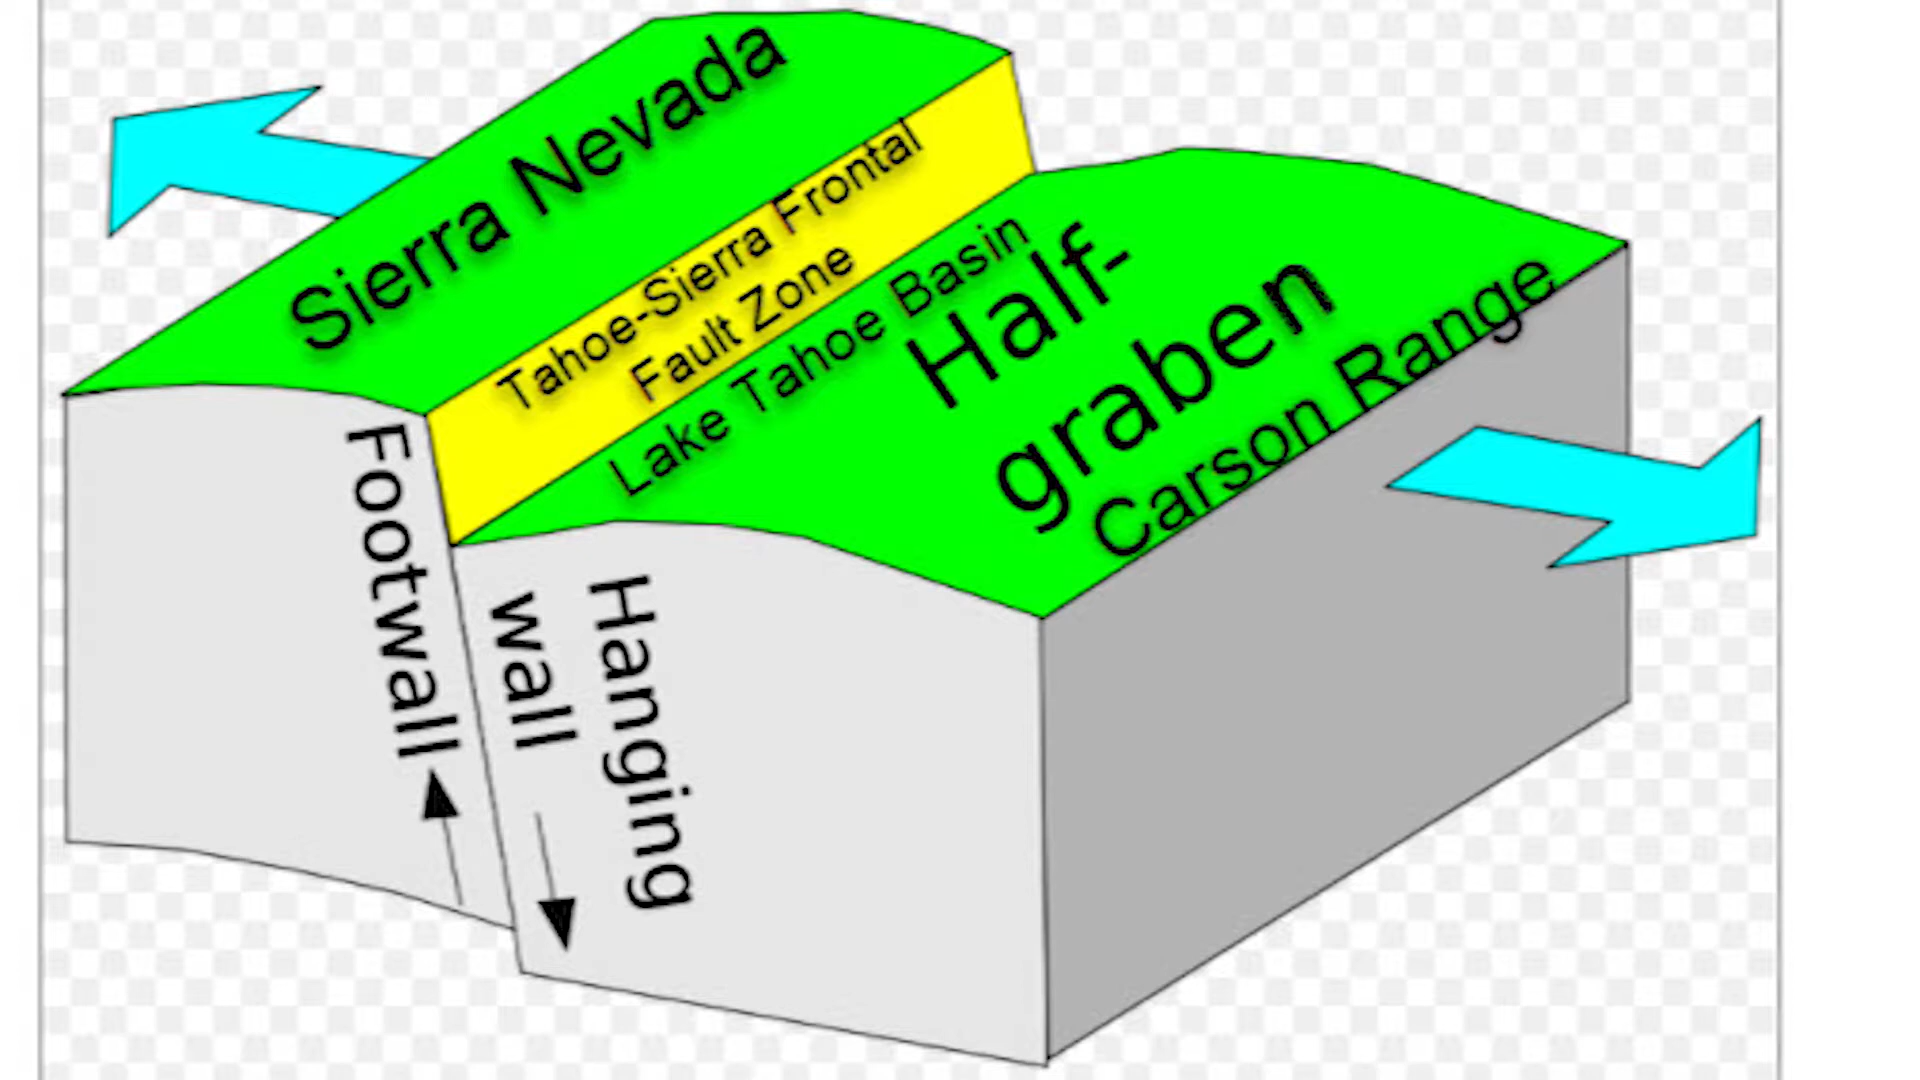 Sierra Nevada
Tahoe-Sierra Frontal
Fault Zone
Lake Tahoe Basin
Half-
graben
Carson Range
Footwall
Hanging
wall